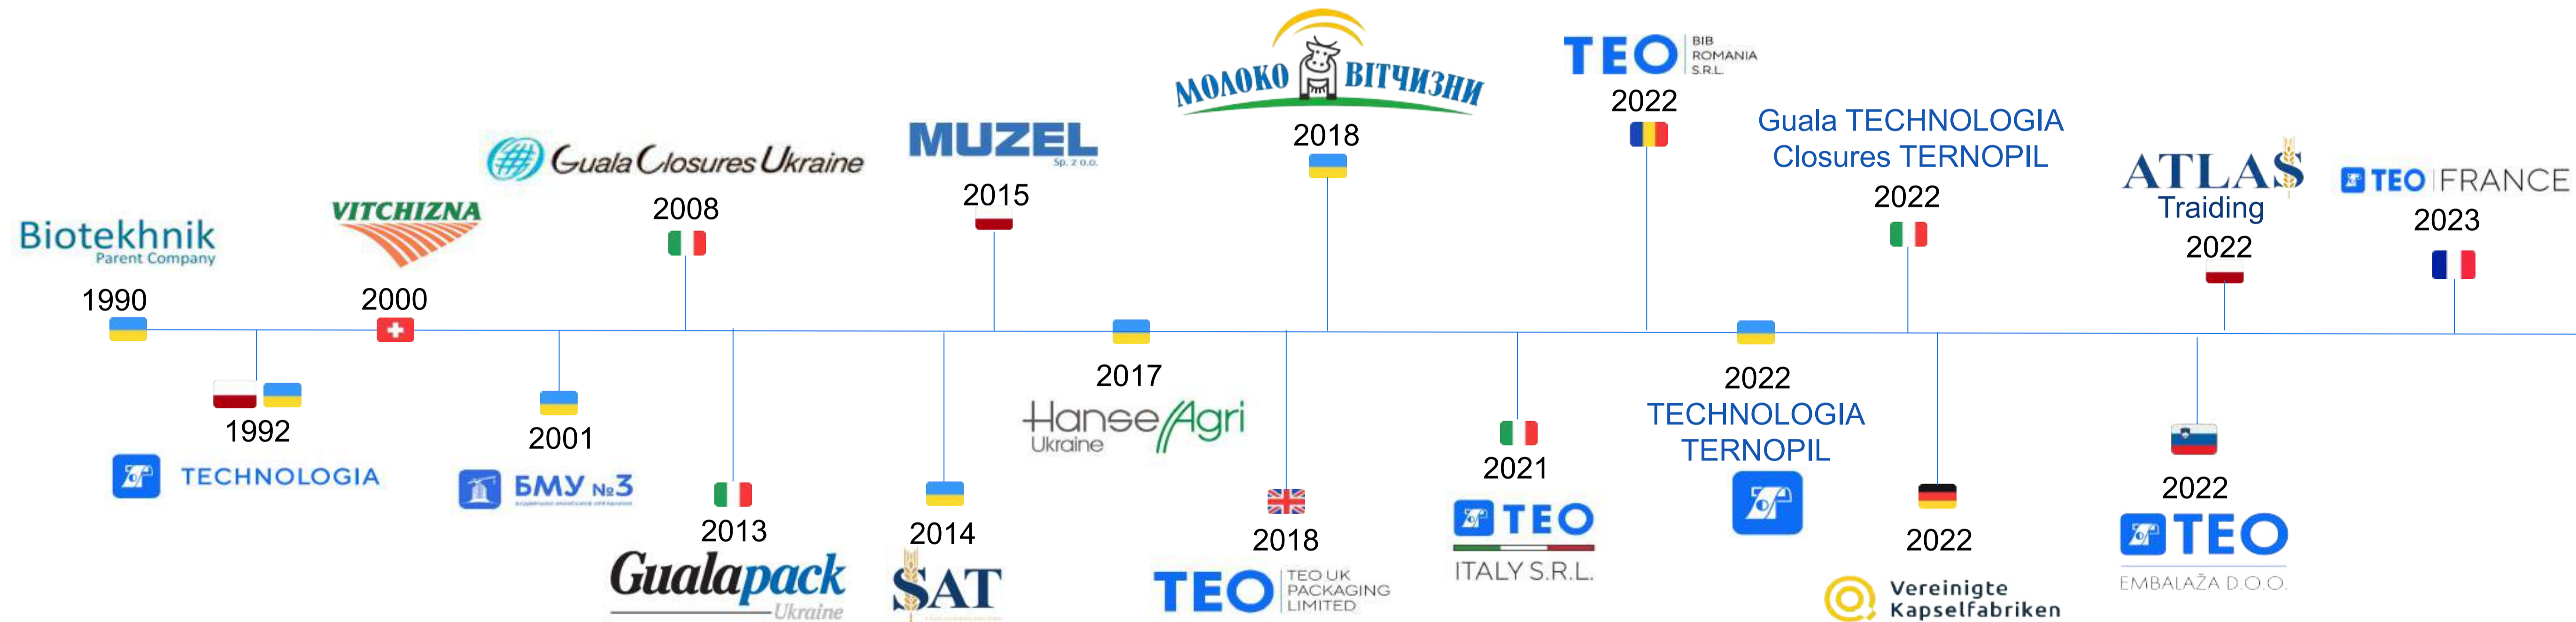 Biotekhnik
Parent Company
1990
1992
TECHNOLOGIA
VITCHIZNA
2000
2001
БМУ №3
Guala Closures Ukraine
2008
2013
Gualapack
Ukraine
2014
SAT
MUZEL
Sp. z o.o.
2015
2017
Hanse Agri
Ukraine
МОЛОКО ВІТЧИЗНИ
2018
2018
TEO
TEO UK
PACKAGING
LIMITED
2021
TEO
ITALY S.R.L.
TEO
BIB
ROMANIA
S.R.L.
2022
2022
TECHNOLOGIA
TERNOPIL
Guala TECHNOLOGIA
Closures TERNOPIL
2022
2022
Vereinigte
Kapselfabriken
ATLAS
Traiding
2022
2022
TEO
EMBALAŽA D.O.O.
TEO FRANCE
2023